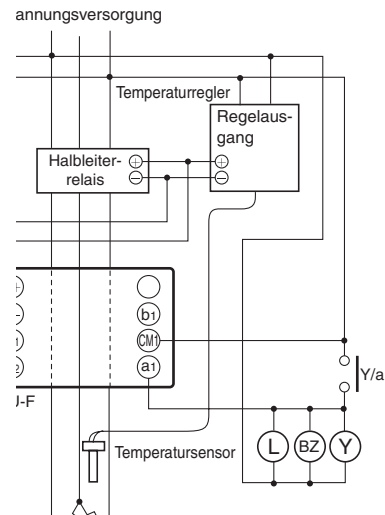 annungsversorgung
Temperaturregler
Regelaus-
gang
Halbleiter-
relais
+
−
+
−
b1
CM1
a1
J-F
Y/a
Temperatursensor
L
BZ
Y